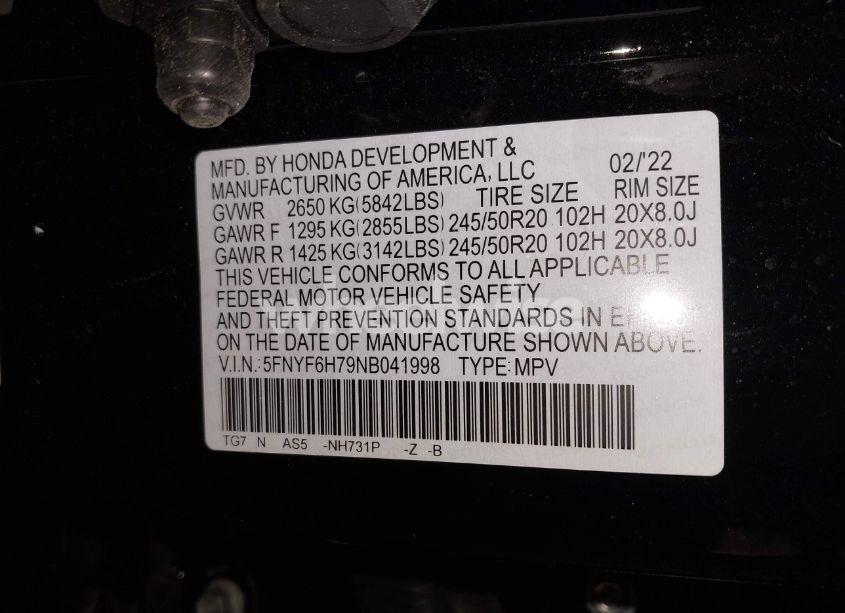 MFD. BY HONDA DEVELOPMENT &
MANUFACTURING OF AMERICA, LLC 02/'22
GVWR 2650 KG(5842LBS) TIRE SIZE RIM SIZE
GAWR F 1295 KG(2855LBS) 245/50R20 102H 20X8.0J
GAWR R 1425 KG(3142LBS) 245/50R20 102H 20X8.0J
THIS VEHICLE CONFORMS TO ALL APPLICABLE
FEDERAL MOTOR VEHICLE SAFETY
AND THEFT PREVENTION STANDARDS IN
ON THE DATE OF MANUFACTURE SHOWN ABOVE.
V.I.N.: 5FNYF6H79NB041998 TYPE: MPV
TG7 N AS5 -NH731P -Z -B